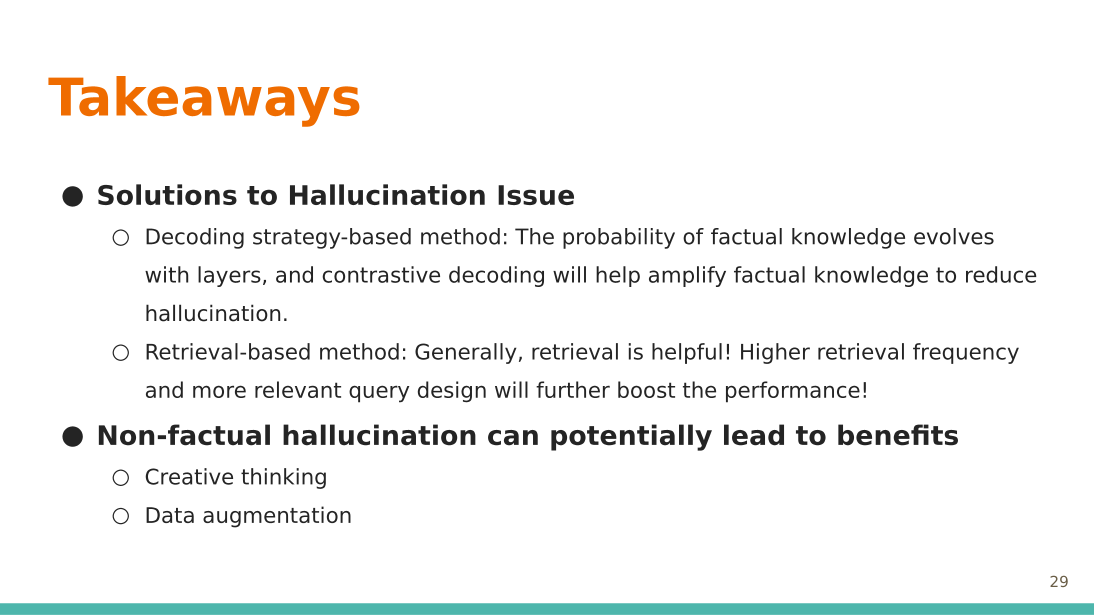 Takeaways
● Solutions to Hallucination Issue
○ Decoding strategy-based method: The probability of factual knowledge evolves
with layers, and contrastive decoding will help amplify factual knowledge to reduce
hallucination.
○ Retrieval-based method: Generally, retrieval is helpful! Higher retrieval frequency
and more relevant query design will further boost the performance!
● Non-factual hallucination can potentially lead to benefits
○ Creative thinking
○ Data augmentation
29